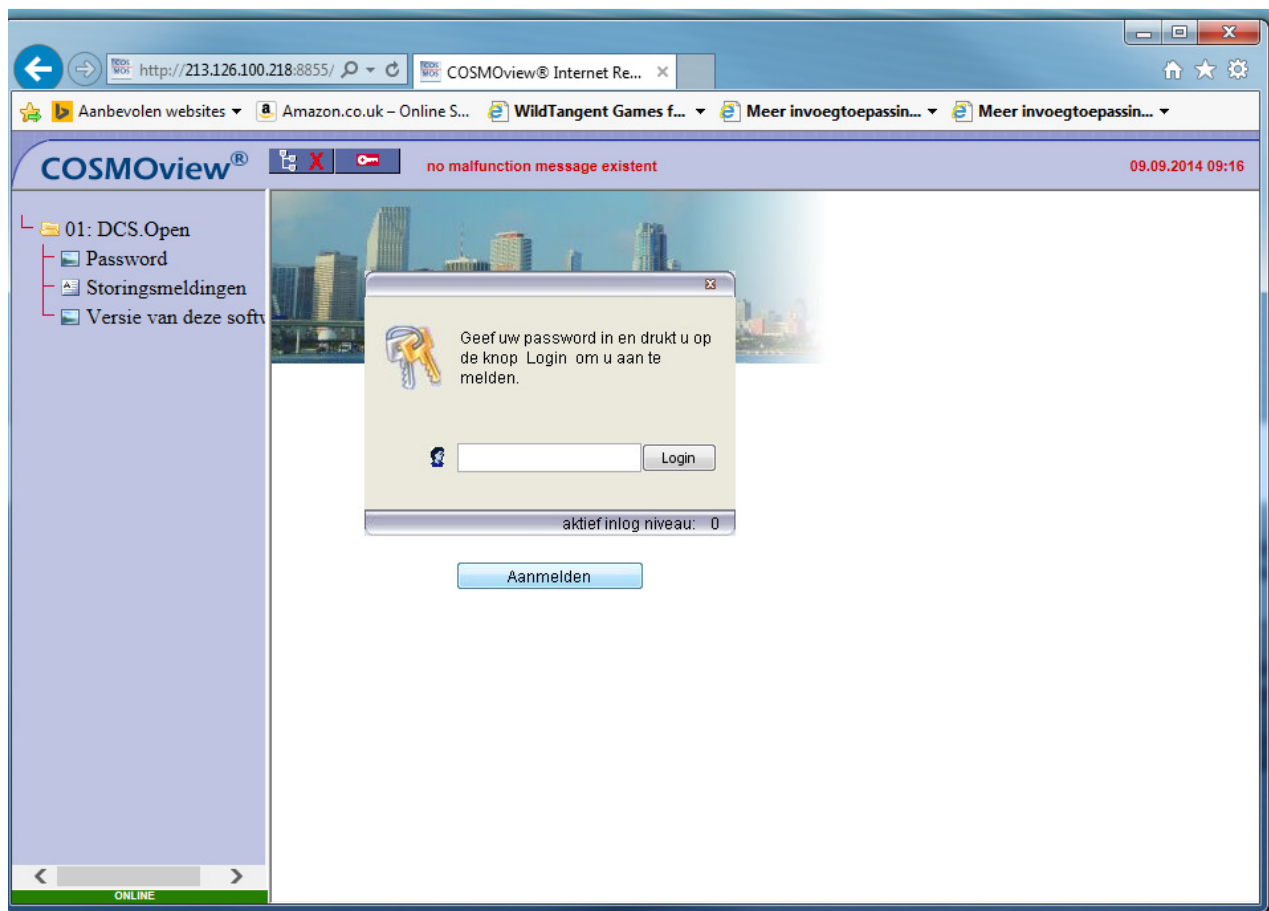 http://213.126.100.218:8855/
COSMOview® Internet Re...
Aanbevolen websites
Amazon.co.uk – Online S...
WildTangent Games f...
Meer invoegtoepassin...
Meer invoegtoepassin...
COSMOview®
X
no malfunction message existent
09.09.2014 09:16
01: DCS.Open
Password
Storingsmeldingen
Versie van deze softv
Geef uw password in en drukt u op
de knop Login om u aan te
melden.
Login
aktief inlog niveau: 0
Aanmelden
ONLINE